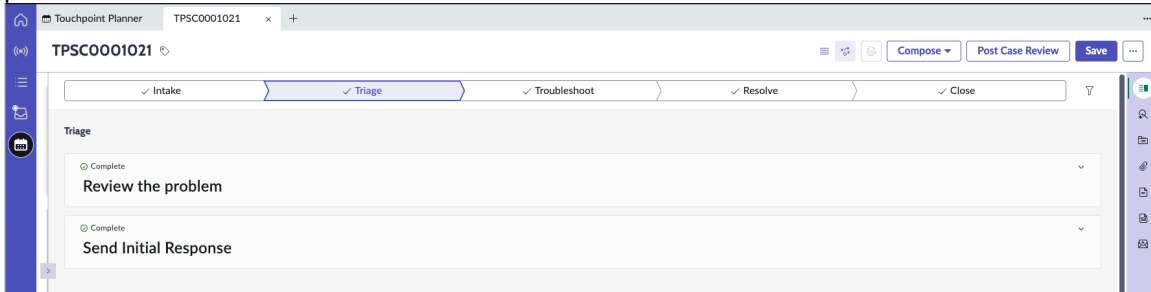 Touchpoint Planner TPSC0001021 × +
TPSC0001021 Compose Post Case Review Save
Intake Triage Troubleshoot Resolve Close
Triage
Complete
Review the problem
Complete
Send Initial Response